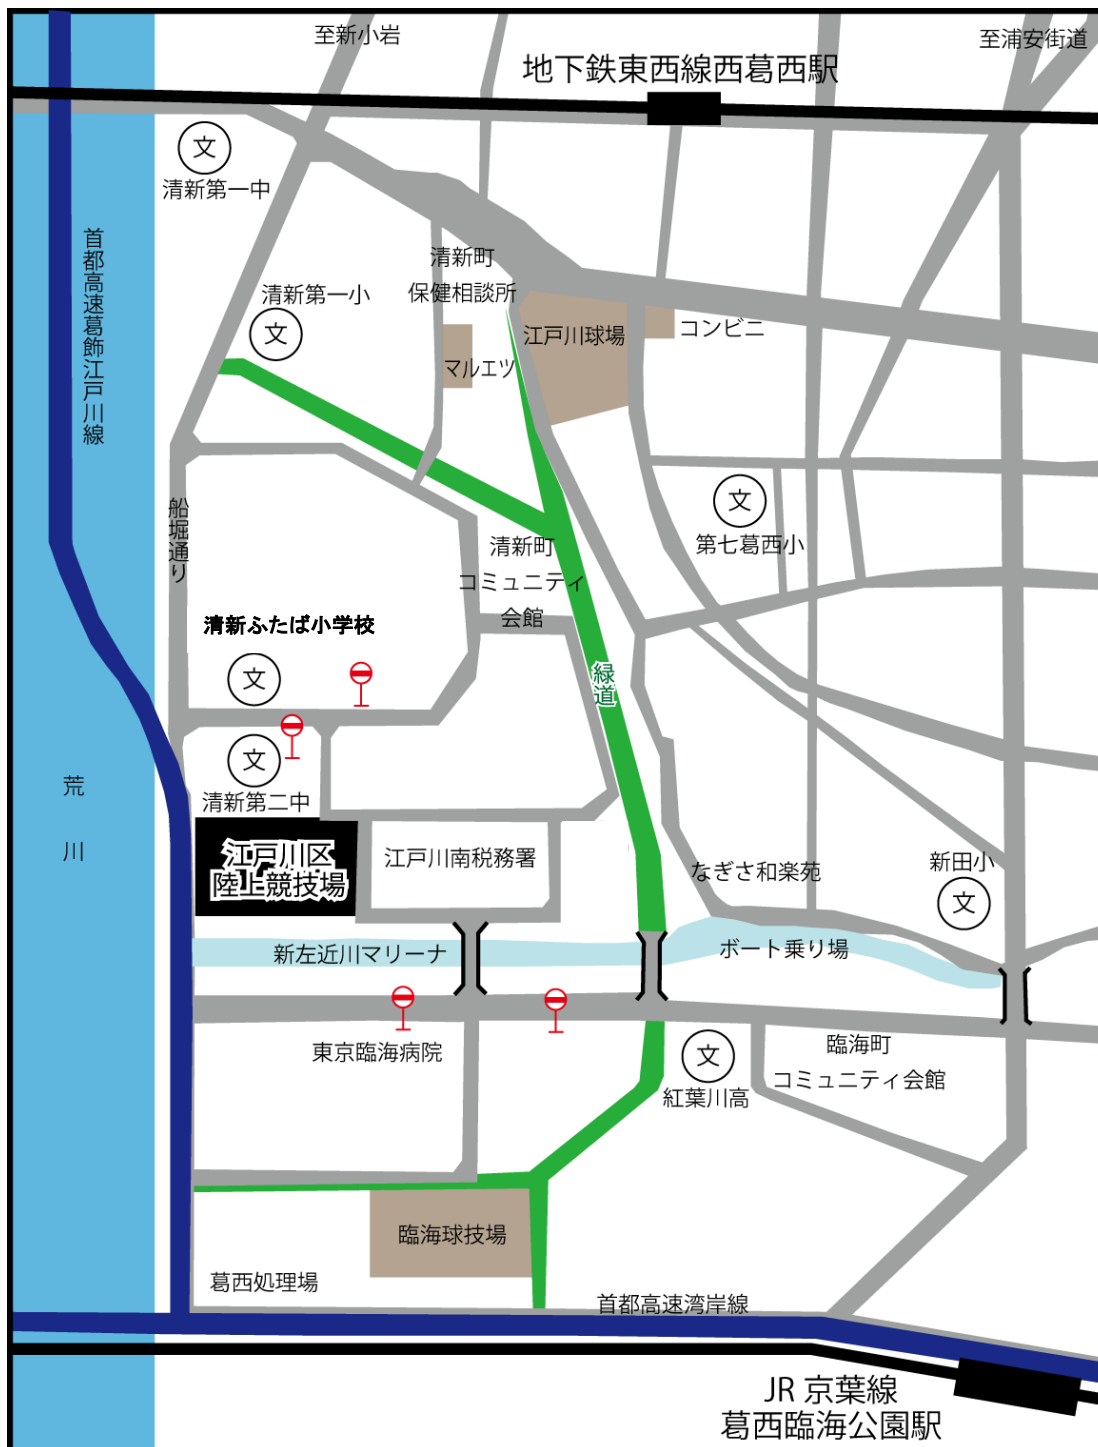 至新小岩
至浦安街道
地下鉄東西線西葛西駅
文
清新第一中
首都高速葛飾江戸川線
清新町
保健相談所
清新第一小
文
江戸川球場
コンビニ
マルエツ
船堀通り
文
第七葛西小
清新町
コミュニティ
会館
清新ふたば小学校
文
緑道
文
清新第二中
荒川
江戸川区
陸上競技場
江戸川南税務署
なぎさ和楽苑
新田小
文
新左近川マリーナ
ボート乗り場
東京臨海病院
文
紅葉川高
臨海町
コミュニティ会館
臨海球技場
葛西処理場
首都高速湾岸線
JR 京葉線
葛西臨海公園駅